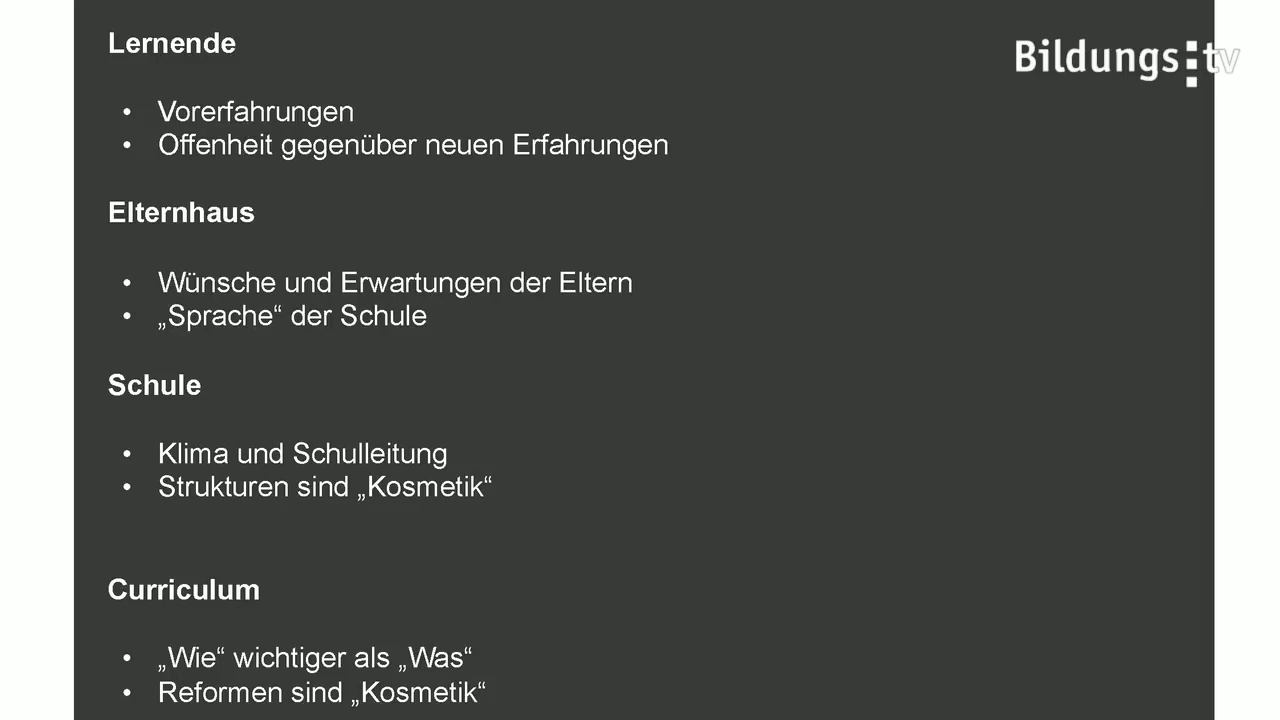 Lernende
Bildungs:tv
• Vorerfahrungen
• Offenheit gegenüber neuen Erfahrungen
Elternhaus
• Wünsche und Erwartungen der Eltern
• „Sprache“ der Schule
Schule
• Klima und Schulleitung
• Strukturen sind „Kosmetik“
Curriculum
• „Wie“ wichtiger als „Was“
• Reformen sind „Kosmetik“